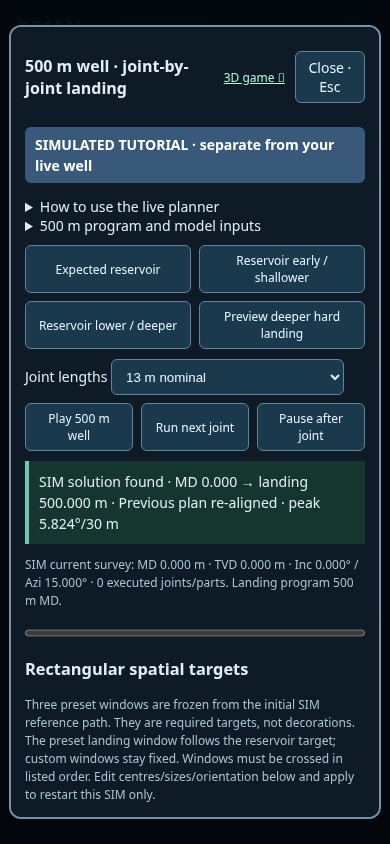 500 m well · joint-by-
joint landing
3D game
Close ·
Esc
SIMULATED TUTORIAL · separate from your
live well
▶ How to use the live planner
▶ 500 m program and model inputs
Expected reservoir
Reservoir early /
shallower
Reservoir lower / deeper
Preview deeper hard
landing
Joint lengths 13 m nominal
Play 500 m
well
Run next joint
Pause after
joint
SIM solution found · MD 0.000 → landing
500.000 m · Previous plan re-aligned · peak
5.824°/30 m
SIM current survey: MD 0.000 m · TVD 0.000 m · Inc 0.000° /
Azi 15.000° · 0 executed joints/parts. Landing program 500
m MD.
Rectangular spatial targets
Three preset windows are frozen from the initial SIM
reference path. They are required targets, not decorations.
The preset landing window follows the reservoir target;
custom windows stay fixed. Windows must be crossed in
listed order. Edit centres/sizes/orientation below and apply
to restart this SIM only.